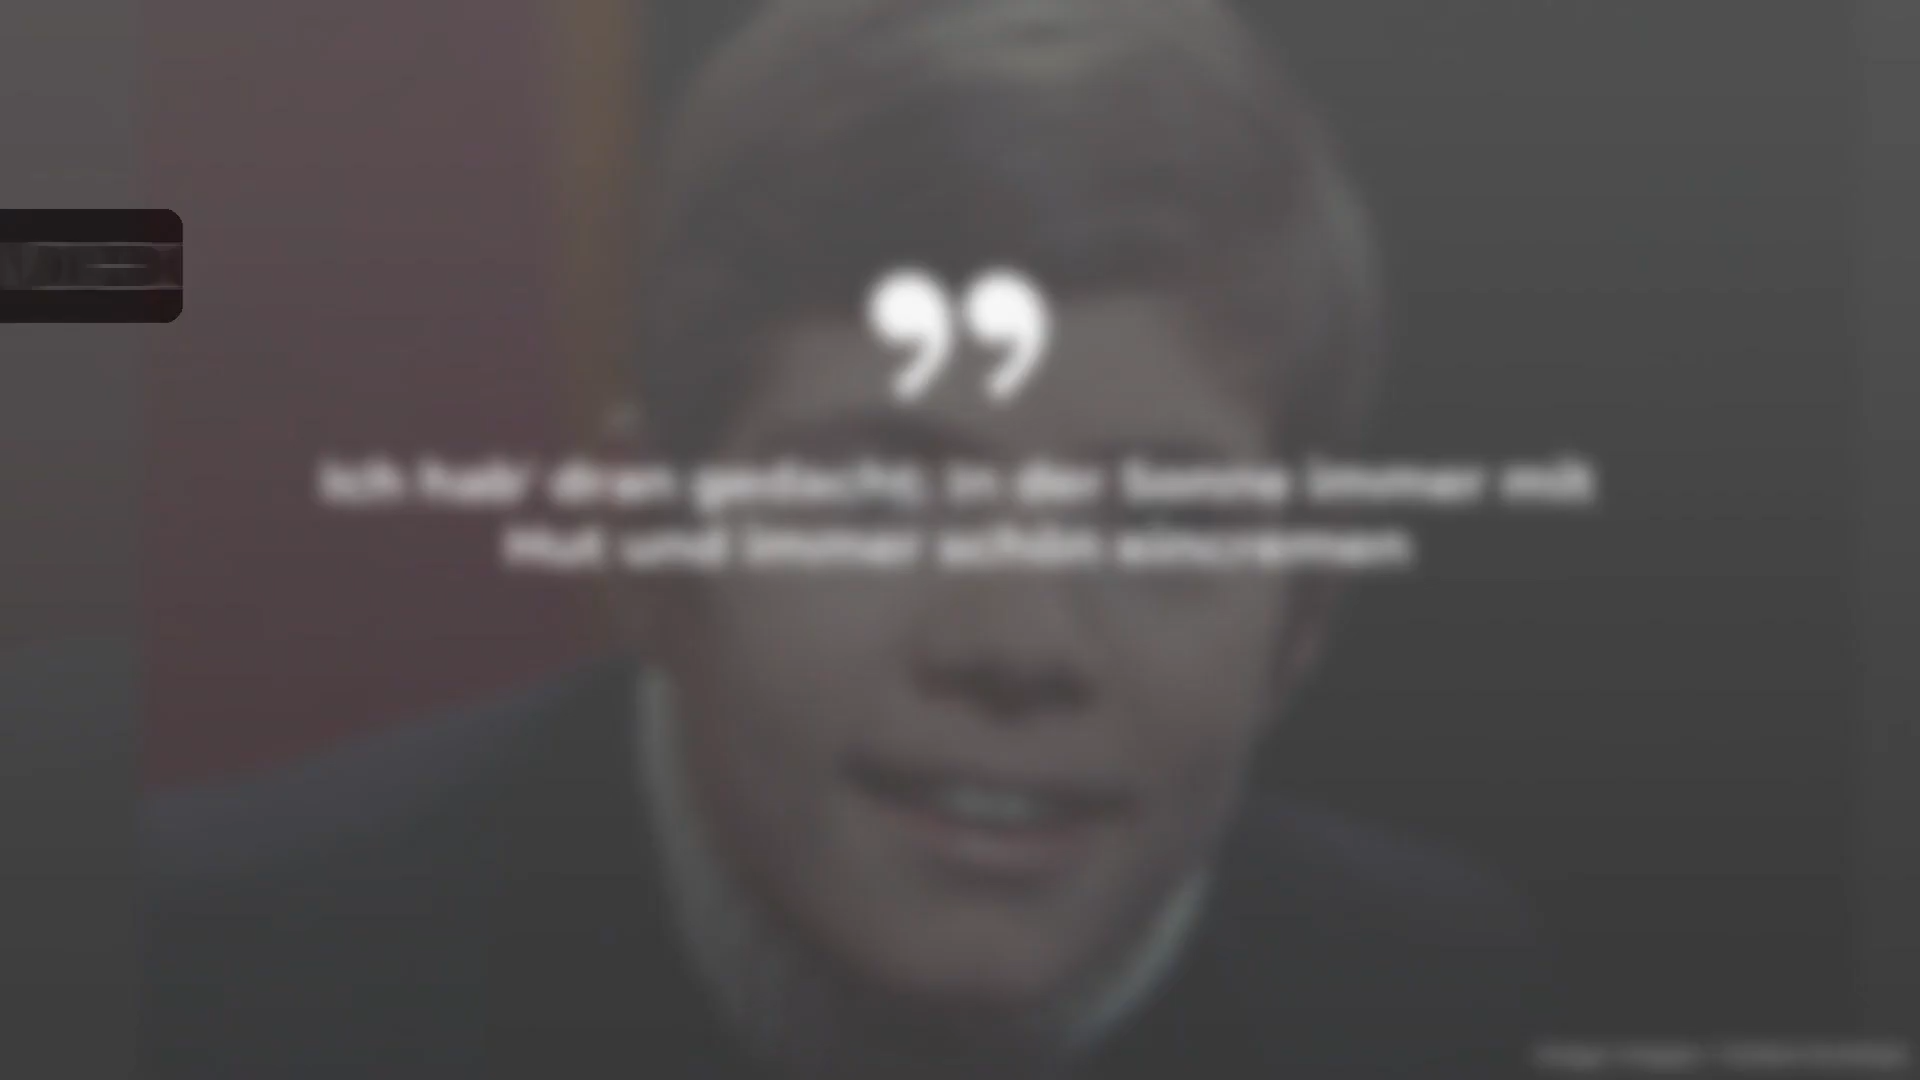 ”
Ich hab' dran gedacht: In der Sonne immer mit
Hut und immer schön eincremen